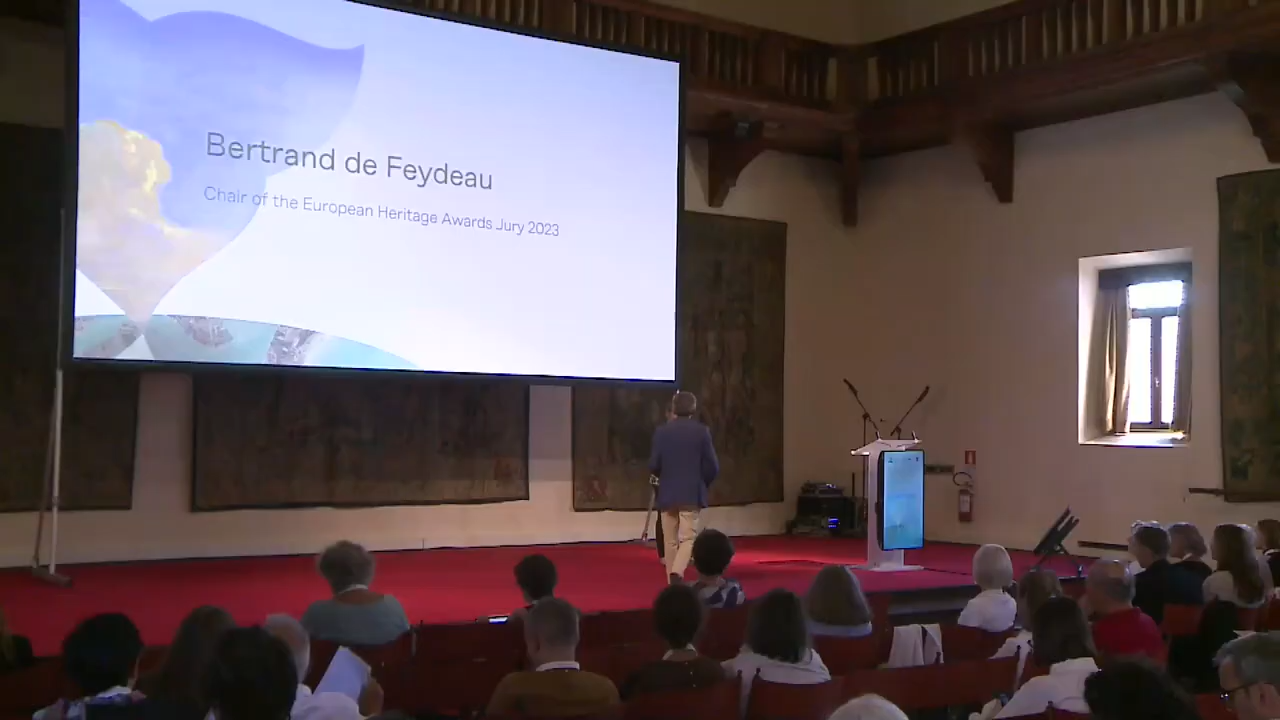 Bertrand de Feydeau
Chair of the European Heritage Awards Jury 2023